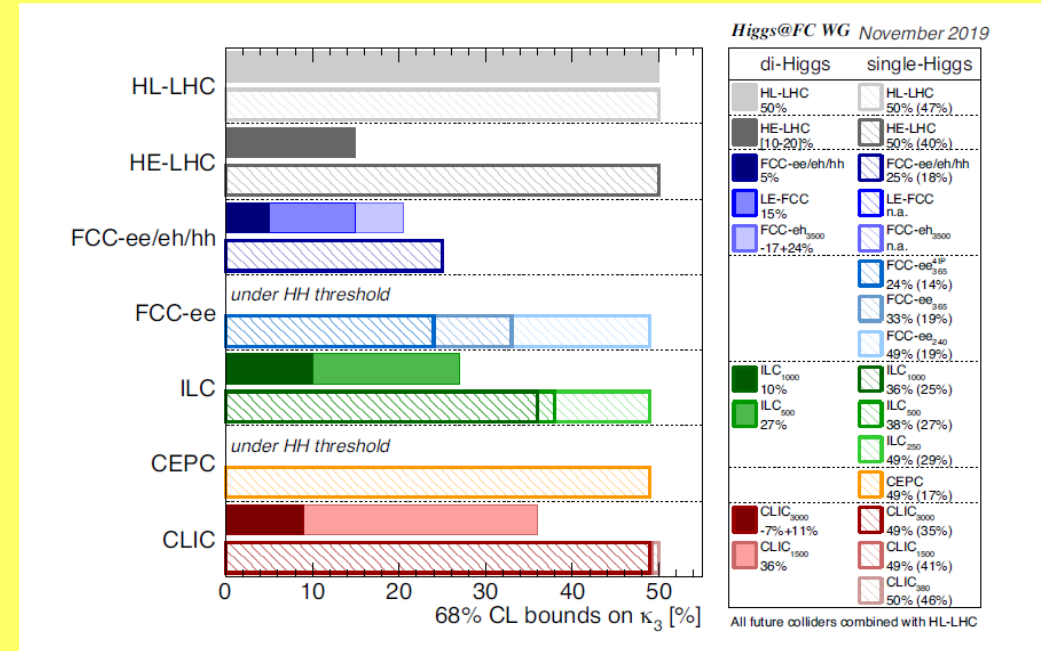 Higgs@FC WG November 2019
di-Higgs single-Higgs
HL-LHC
HE-LHC
FCC-ee/eh/hh
FCC-ee
under HH threshold
ILC
CEPC
under HH threshold
CLIC
0 10 20 30 40 50
68% CL bounds on κ3 [%]
HL-LHC
50%
HL-LHC
50% (47%)
HE-LHC
[10-20]%
HE-LHC
50% (40%)
FCC-ee/eh/hh
5%
FCC-ee/eh/hh
25% (18%)
LE-FCC
15%
LE-FCC
n.a.
FCC-eh3500
-17+24%
FCC-eh3500
n.a.
FCC-ee4IP365
24% (14%)
FCC-ee365
33% (19%)
FCC-ee240
49% (19%)
ILC1000
10%
ILC1000
36% (25%)
ILC500
27%
ILC500
38% (27%)
ILC250
49% (29%)
CEPC
49% (17%)
CLIC3000
-7%+11%
CLIC3000
49% (35%)
CLIC1500
36%
CLIC1500
49% (41%)
CLIC380
50% (46%)
All future colliders combined with HL-LHC